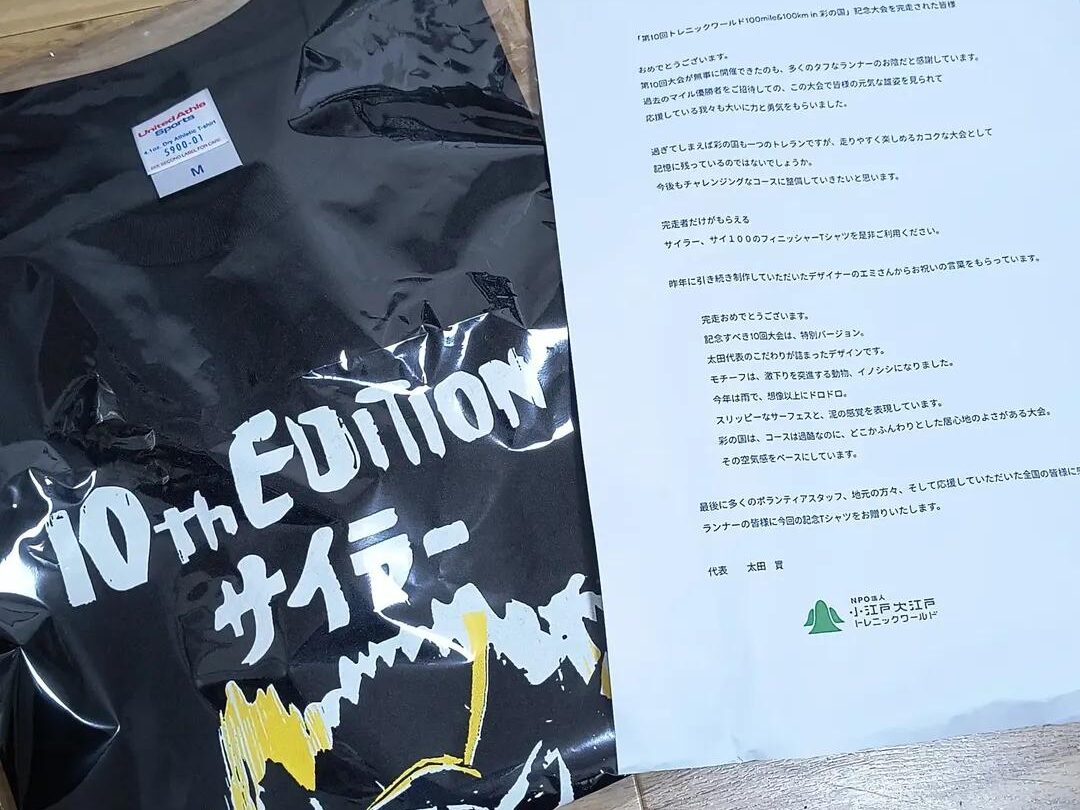 United Athle
Sports
4.1oz Dry Athletic T-shirt
5900-01
SEE SECOND LABEL FOR CARE
M
10th EDITION
サイラー
「第10回トレニックワールド100mile&100km in 彩の国」記念大会を完走された皆様
おめでとうございます。
第10回大会が無事に開催できたのも、多くのタフなランナーのお陰だと感謝しています。
過去のマイル優勝者をご招待しての、この大会で皆様の元気な雄姿を見られて
応援している我々も大いに力と勇気をもらいました。
過ぎてしまえば彩の国も一つのトレランですが、走りやすく楽しめるカコクな大会として
記憶に残っているのではないでしょうか。
今後もチャレンジングなコースに整備していきたいと思います。
完走者だけがもらえる
サイラー、サイ100のフィニッシャーTシャツを是非ご利用ください。
昨年に引き続き制作していただいたデザイナーのエミさんからお祝いの言葉をもらっています。
完走おめでとうございます。
記念すべき10回大会は、特別バージョン。
太田代表のこだわりが詰まったデザインです。
モチーフは、激下りを突進する動物、イノシシになりました。
今年は雨で、想像以上にドロドロ。
スリッピーなサーフェスと、泥の感覚を表現しています。
彩の国は、コースは過酷なのに、どこかふんわりとした居心地のよさがある大会。
その空気感をベースにしています。
最後に多くのボランティアスタッフ、地元の方々、そして応援していただいた全国の皆様に
ランナーの皆様に今回の記念Tシャツをお贈りいたします。
代表 太田 實
NPO法人
小江戸大江戸
トレニックワールド